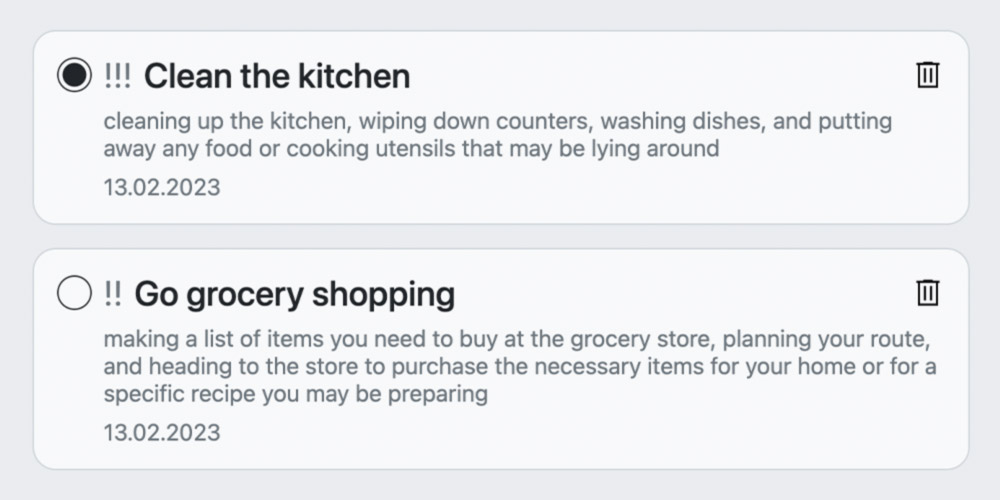 !!! Clean the kitchen
cleaning up the kitchen, wiping down counters, washing dishes, and putting
away any food or cooking utensils that may be lying around
13.02.2023
!! Go grocery shopping
making a list of items you need to buy at the grocery store, planning your route,
and heading to the store to purchase the necessary items for your home or for a
specific recipe you may be preparing
13.02.2023